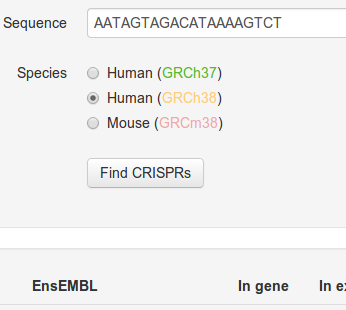 Sequence AATAGTAGACATAAAAGTCT
Species Human (GRCh37)
Human (GRCh38)
Mouse (GRCm38)
Find CRISPRs
EnsEMBL In gene In ex